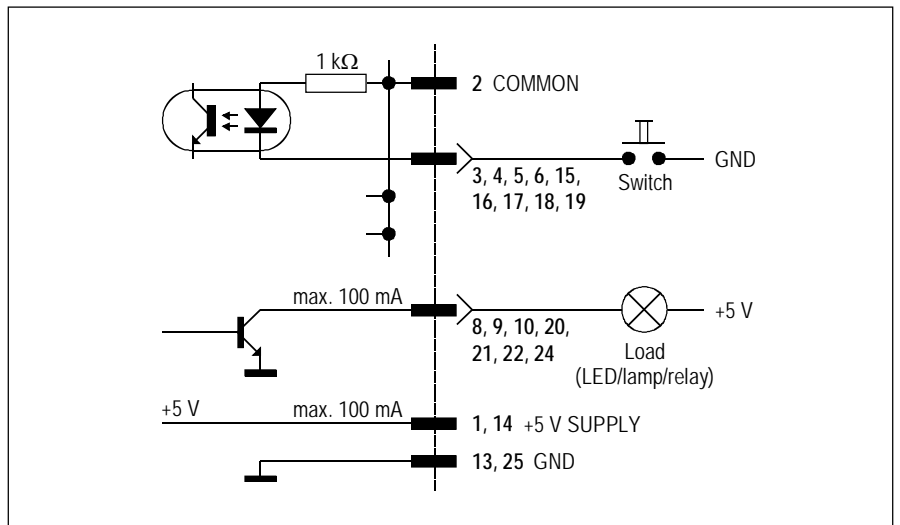 1 kΩ
2 COMMON
GND
3, 4, 5, 6, 15,
16, 17, 18, 19
Switch
max. 100 mA
+5 V
8, 9, 10, 20,
21, 22, 24
Load
(LED/lamp/relay)
+5 V
max. 100 mA
1, 14 +5 V SUPPLY
13, 25 GND